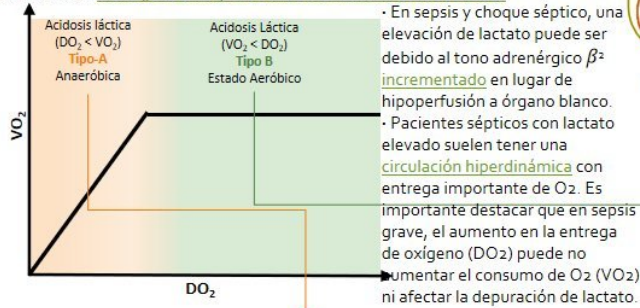 Acidosis láctica
(DO₂ < VO₂)
Tipo-A
Anaeróbica
Acidosis Láctica
(VO₂ < DO₂)
Tipo B
Estado Aeróbico
VO₂
DO₂
· En sepsis y choque séptico, una
elevación de lactato puede ser
debido al tono adrenérgico β²
incrementado en lugar de
hipoperfusión a órgano blanco.
· Pacientes sépticos con lactato
elevado suelen tener una
circulación hiperdinámica con
entrega importante de O2. Es
importante destacar que en sepsis
grave, el aumento en la entrega
de oxígeno (DO2) puede no
aumentar el consumo de O2 (VO2)
ni afectar la depuración de lactato.